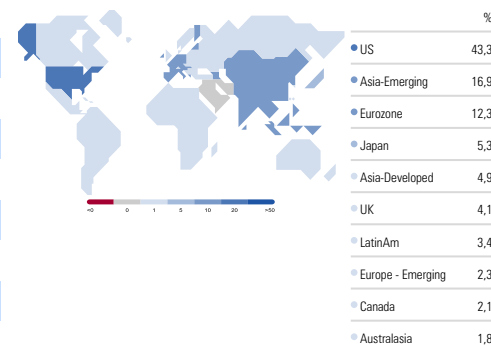 %
US 43,3
Asia-Emerging 16,9
Eurozone 12,3
Japan 5,3
Asia-Developed 4,9
UK 4,1
LatinAm 3,4
Europe - Emerging 2,3
Canada 2,1
Australasia 1,8
<0 0 1 5 10 20 >50